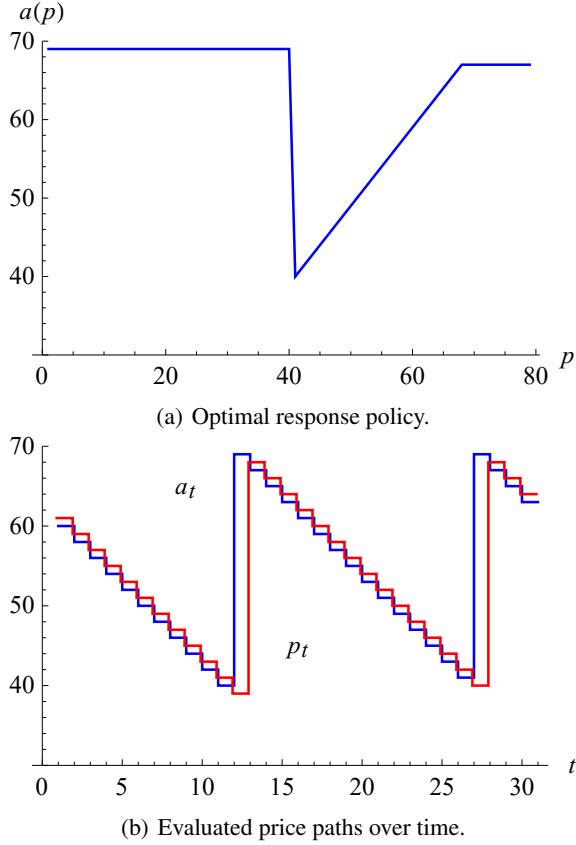 a(p)
70
60
50
40
0 20 40 60 80 p
(a) Optimal response policy.
70
a_t
60
50
p_t
40
0 5 10 15 20 25 30 t
(b) Evaluated price paths over time.